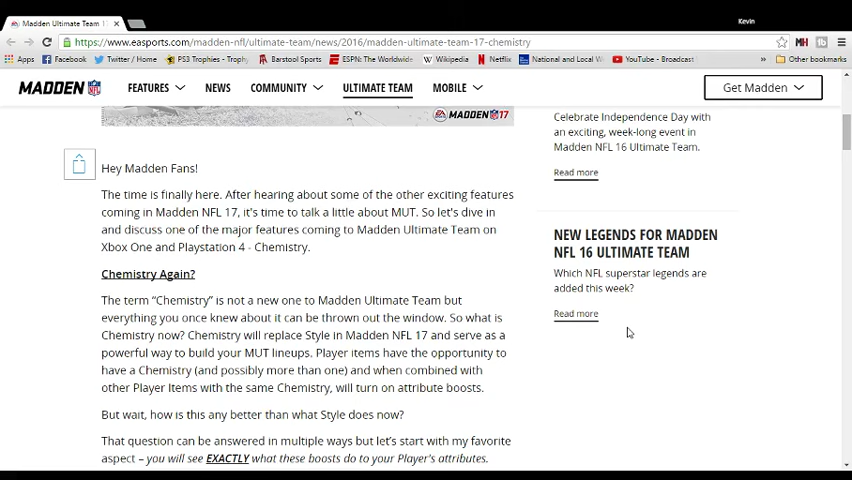 Madden Ultimate Team 17
Kevin
https://www.easports.com/madden-nfl/ultimate-team/news/2016/madden-ultimate-team-17-chemistry
Apps Facebook Twitter / Home PS3 Trophies - Trophy Barstool Sports ESPN: The Worldwide Wikipedia Netflix National and Local W YouTube - Broadcast Other bookmarks
MADDEN NFL FEATURES NEWS COMMUNITY ULTIMATE TEAM MOBILE Get Madden
MADDEN NFL 17
Hey Madden Fans!
The time is finally here. After hearing about some of the other exciting features
coming in Madden NFL 17, it's time to talk a little about MUT. So let's dive in
and discuss one of the major features coming to Madden Ultimate Team on
Xbox One and Playstation 4 - Chemistry.
Chemistry Again?
The term “Chemistry” is not a new one to Madden Ultimate Team but
everything you once knew about it can be thrown out the window. So what is
Chemistry now? Chemistry will replace Style in Madden NFL 17 and serve as a
powerful way to build your MUT lineups. Player items have the opportunity to
have a Chemistry (and possibly more than one) and when combined with
other Player Items with the same Chemistry, will turn on attribute boosts.
But wait, how is this any better than what Style does now?
That question can be answered in multiple ways but let’s start with my favorite
aspect – you will see EXACTLY what these boosts do to your Player's attributes.
Celebrate Independence Day with
an exciting, week-long event in
Madden NFL 16 Ultimate Team.
Read more
NEW LEGENDS FOR MADDEN
NFL 16 ULTIMATE TEAM
Which NFL superstar legends are
added this week?
Read more